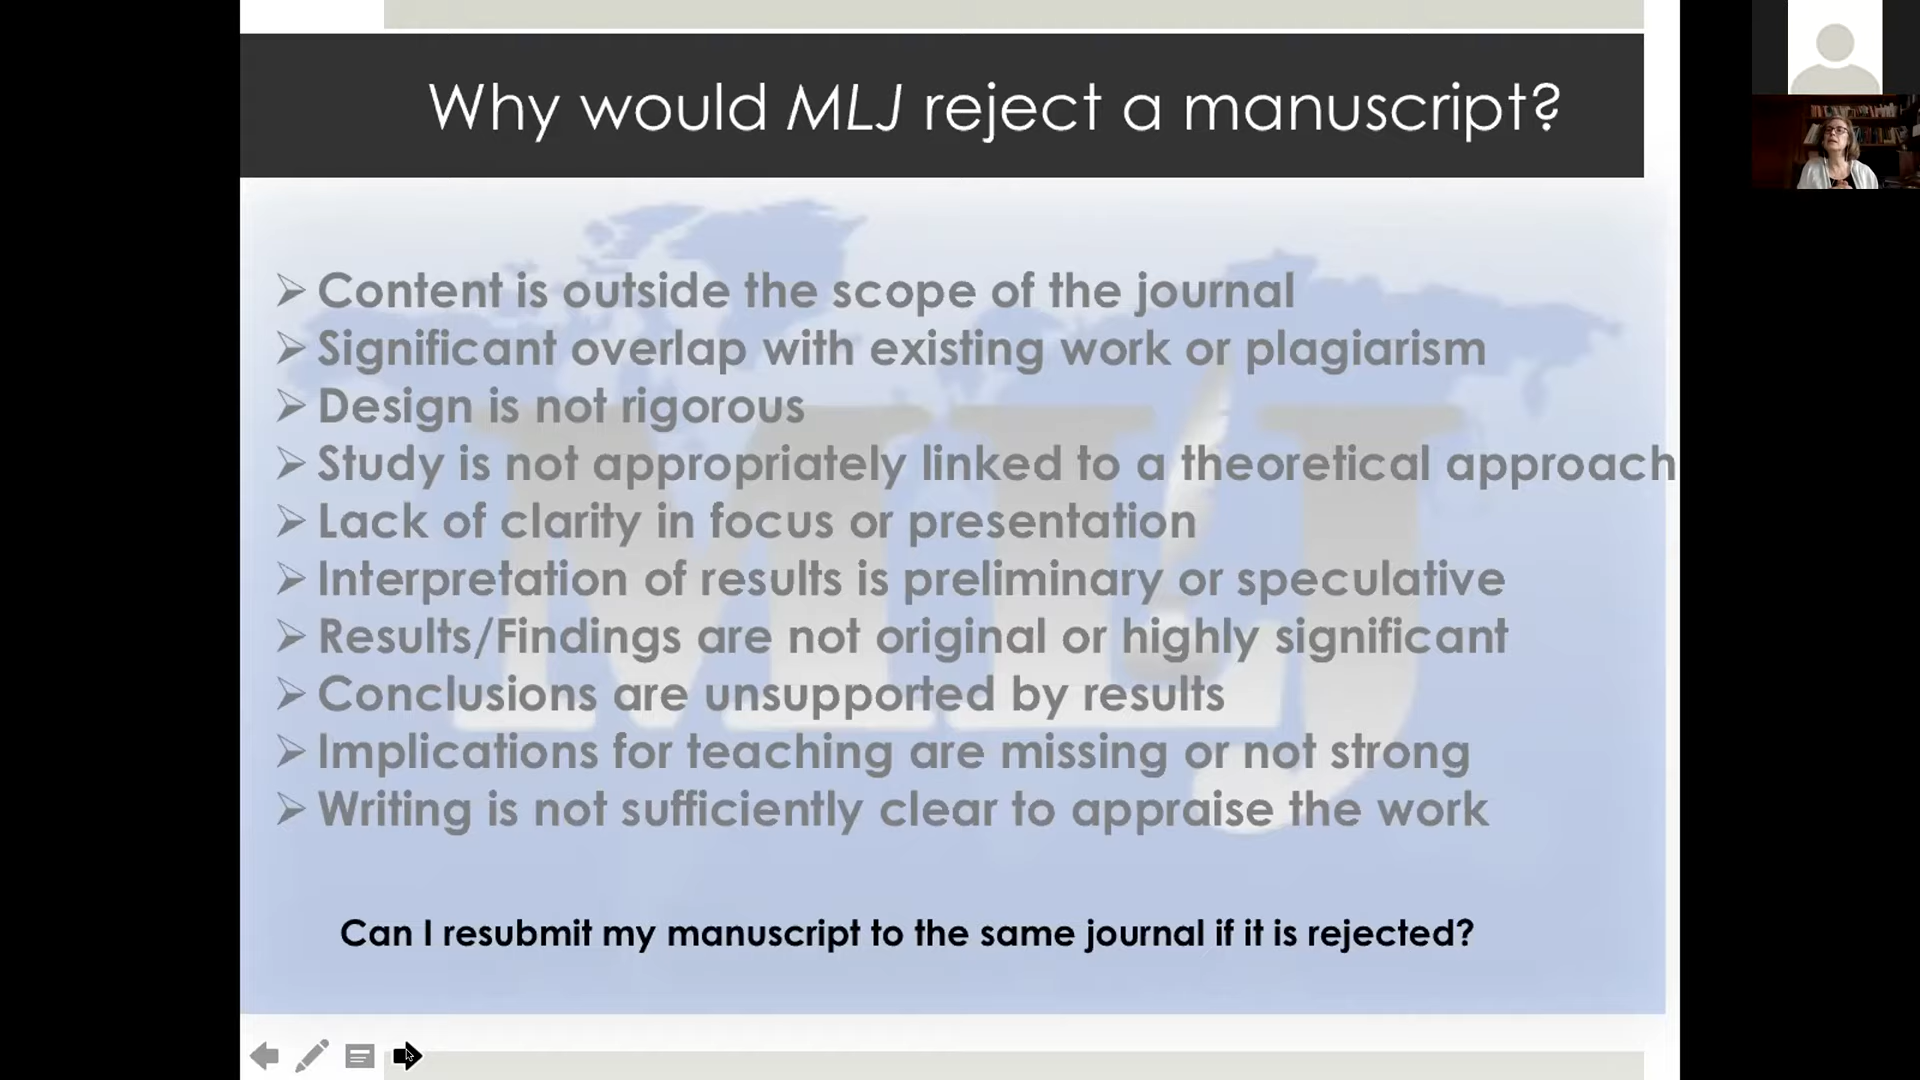 Why would MLJ reject a manuscript?
➢ Content is outside the scope of the journal
➢ Significant overlap with existing work or plagiarism
➢ Design is not rigorous
➢ Study is not appropriately linked to a theoretical approach
➢ Lack of clarity in focus or presentation
➢ Interpretation of results is preliminary or speculative
➢ Results/Findings are not original or highly significant
➢ Conclusions are unsupported by results
➢ Implications for teaching are missing or not strong
➢ Writing is not sufficiently clear to appraise the work
Can I resubmit my manuscript to the same journal if it is rejected?
MLJ